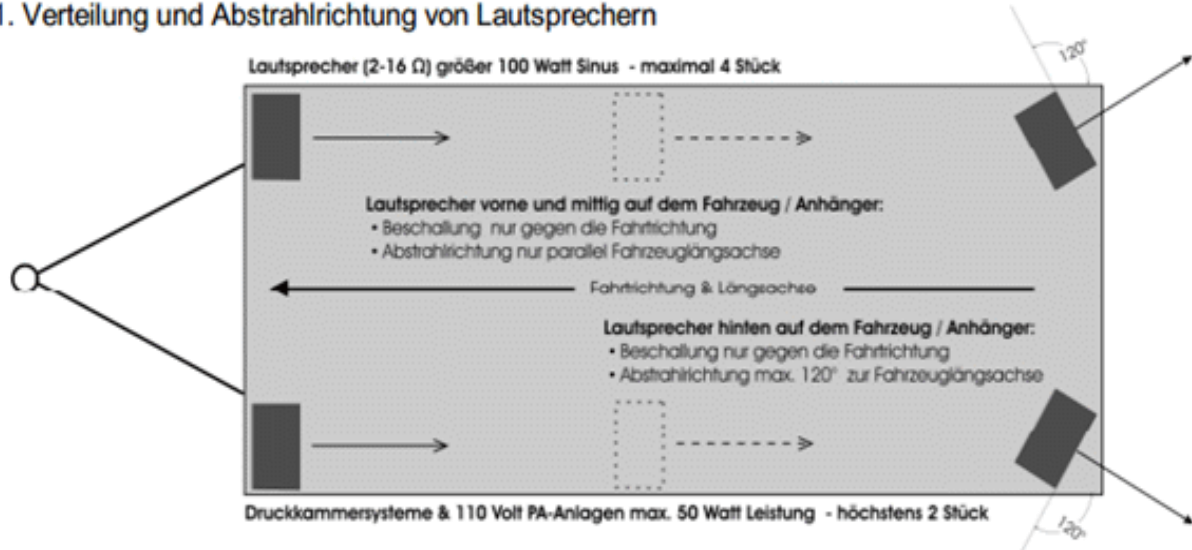 1. Verteilung und Abstrahlrichtung von Lautsprechern
Lautsprecher (2-16 Ω) größer 100 Watt Sinus - maximal 4 Stück
120°
Lautsprecher vorne und mittig auf dem Fahrzeug / Anhänger:
• Beschallung nur gegen die Fahrtrichtung
• Abstrahlrichtung nur parallel Fahrzeuglängsachse
Fahrtrichtung & Längsachse
Lautsprecher hinten auf dem Fahrzeug / Anhänger:
• Beschallung nur gegen die Fahrtrichtung
• Abstrahlrichtung max. 120° zur Fahrzeuglängsachse
Druckkammersysteme & 110 Volt PA-Anlagen max. 50 Watt Leistung - höchstens 2 Stück
120°